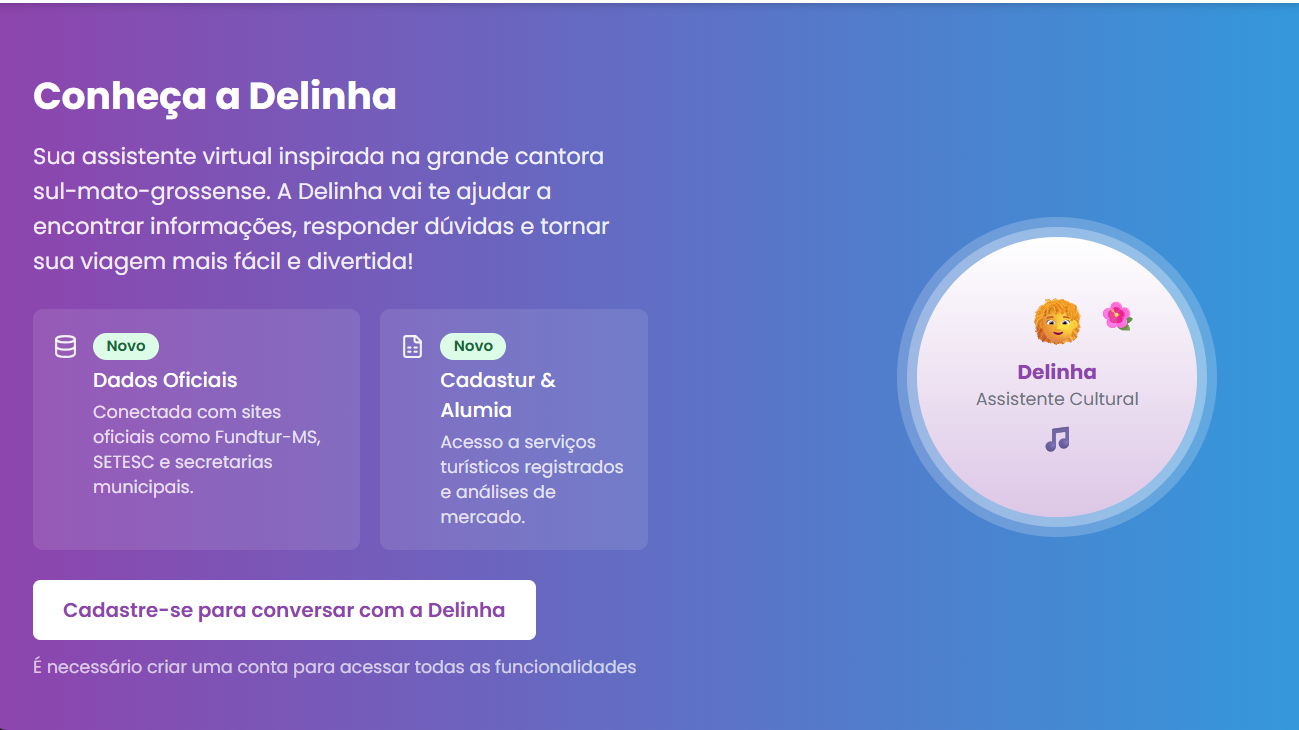 Conheça a Delinha
Sua assistente virtual inspirada na grande cantora
sul-mato-grossense. A Delinha vai te ajudar a
encontrar informações, responder dúvidas e tornar
sua viagem mais fácil e divertida!
Novo
Dados Oficiais
Conectada com sites
oficiais como Fundtur-MS,
SETESC e secretarias
municipais.
Novo
Cadastur &
Alumia
Acesso a serviços
turísticos registrados
e análises de
mercado.
Cadastre-se para conversar com a Delinha
É necessário criar uma conta para acessar todas as funcionalidades
Delinha
Assistente Cultural